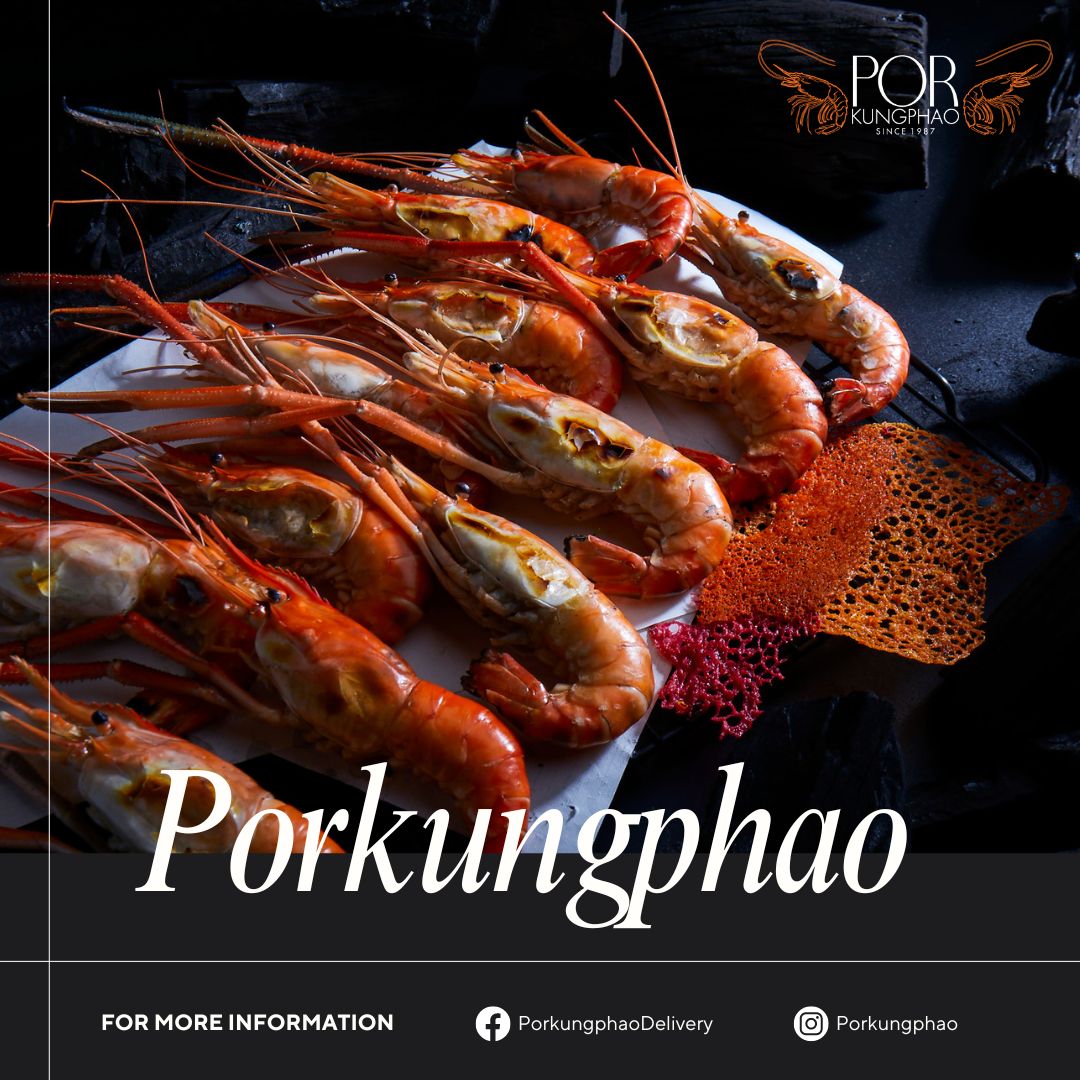 POR
KUNGPHAO
SINCE 1987
Porkungphao
FOR MORE INFORMATION
PorkungphaoDelivery
Porkungphao